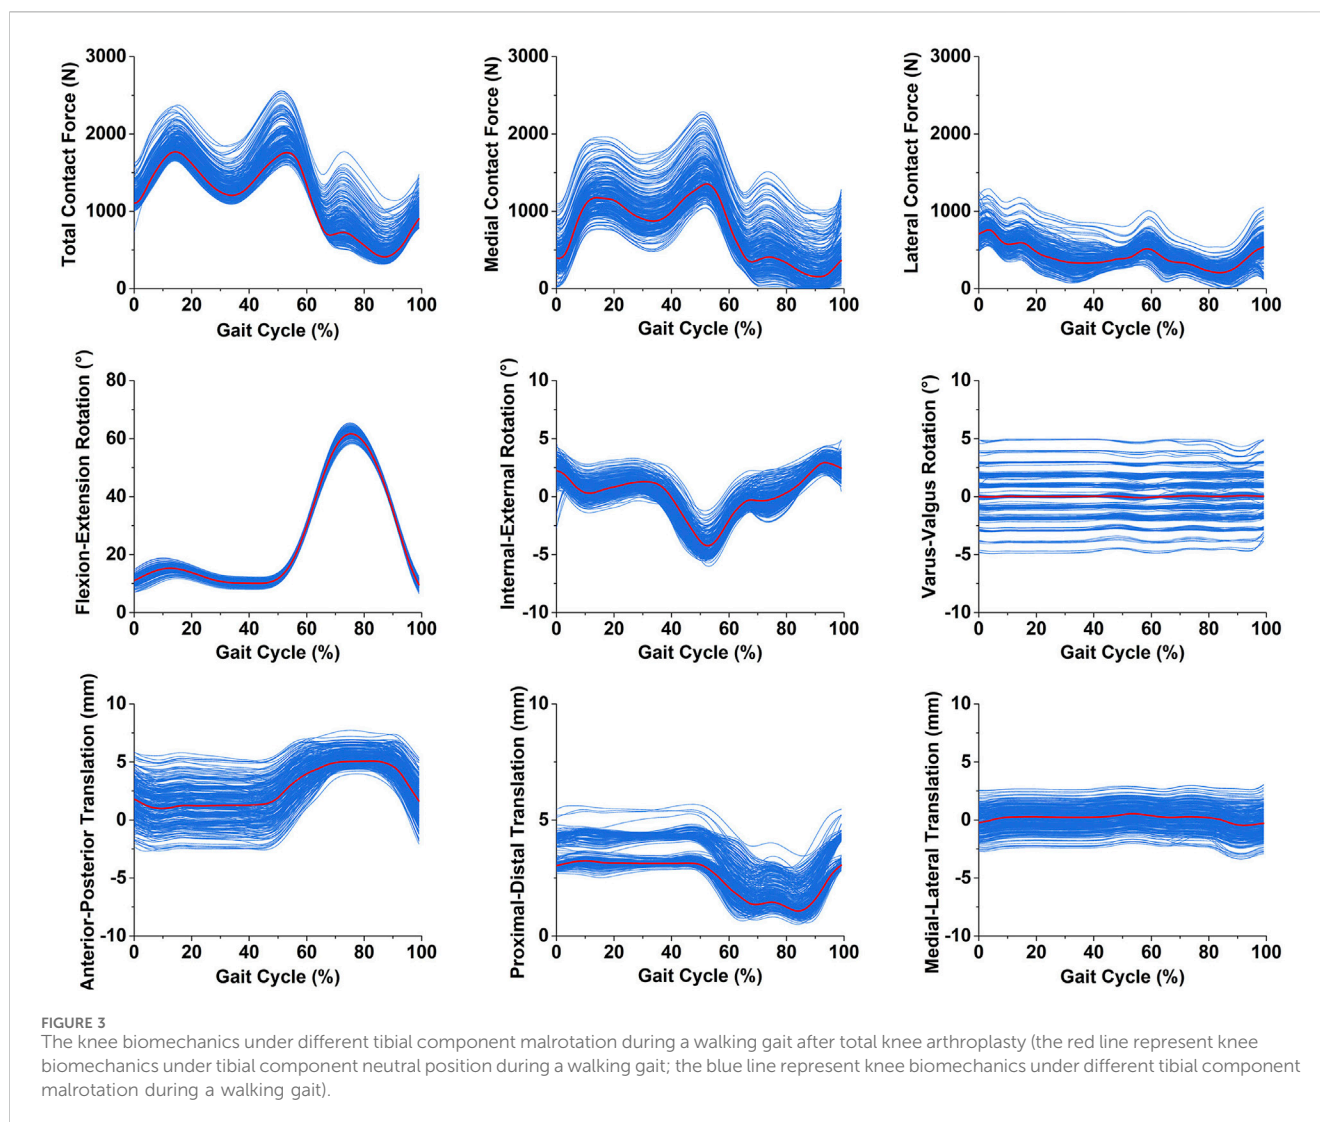 Total Contact Force (N)
3000
2000
1000
0
0 20 40 60 80 100
Gait Cycle (%)
Medial Contact Force (N)
3000
2000
1000
0
0 20 40 60 80 100
Gait Cycle (%)
Lateral Contact Force (N)
3000
2000
1000
0
0 20 40 60 80 100
Gait Cycle (%)
Flexion-Extension Rotation (°)
80
60
40
20
0
0 20 40 60 80 100
Gait Cycle (%)
Internal-External Rotation (°)
10
5
0
-5
-10
0 20 40 60 80 100
Gait Cycle (%)
Varus-Valgus Rotation (°)
10
5
0
-5
-10
0 20 40 60 80 100
Gait Cycle (%)
Anterior-Posterior Translation (mm)
10
5
0
-5
-10
0 20 40 60 80 100
Gait Cycle (%)
Proximal-Distal Translation (mm)
10
5
0
0 20 40 60 80 100
Gait Cycle (%)
Medial-Lateral Translation (mm)
10
5
0
-5
-10
0 20 40 60 80 100
Gait Cycle (%)
FIGURE 3
The knee biomechanics under different tibial component malrotation during a walking gait after total knee arthroplasty (the red line represent knee
biomechanics under tibial component neutral position during a walking gait; the blue line represent knee biomechanics under different tibial component
malrotation during a walking gait).